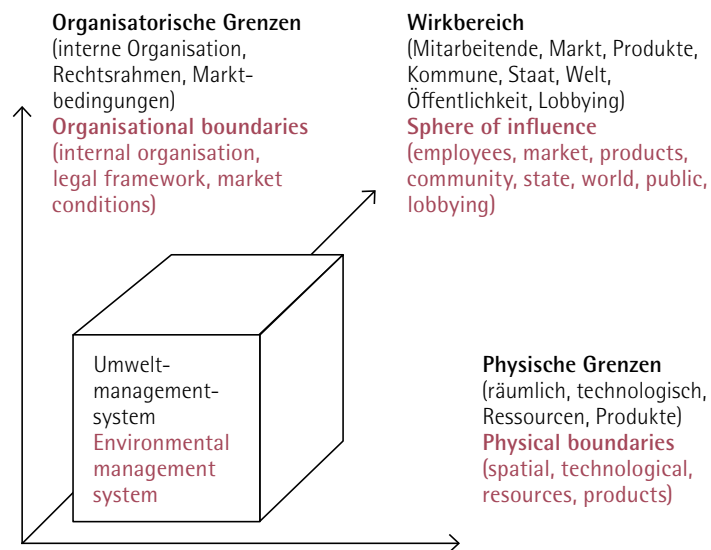 Organisatorische Grenzen
(interne Organisation,
Rechtsrahmen, Markt-
bedingungen)
Organisational boundaries
(internal organisation,
legal framework, market
conditions)
Wirkbereich
(Mitarbeitende, Markt, Produkte,
Kommune, Staat, Welt,
Öffentlichkeit, Lobbying)
Sphere of influence
(employees, market, products,
community, state, world, public,
lobbying)
Umwelt-
management-
system
Environmental
management
system
Physische Grenzen
(räumlich, technologisch,
Ressourcen, Produkte)
Physical boundaries
(spatial, technological,
resources, products)